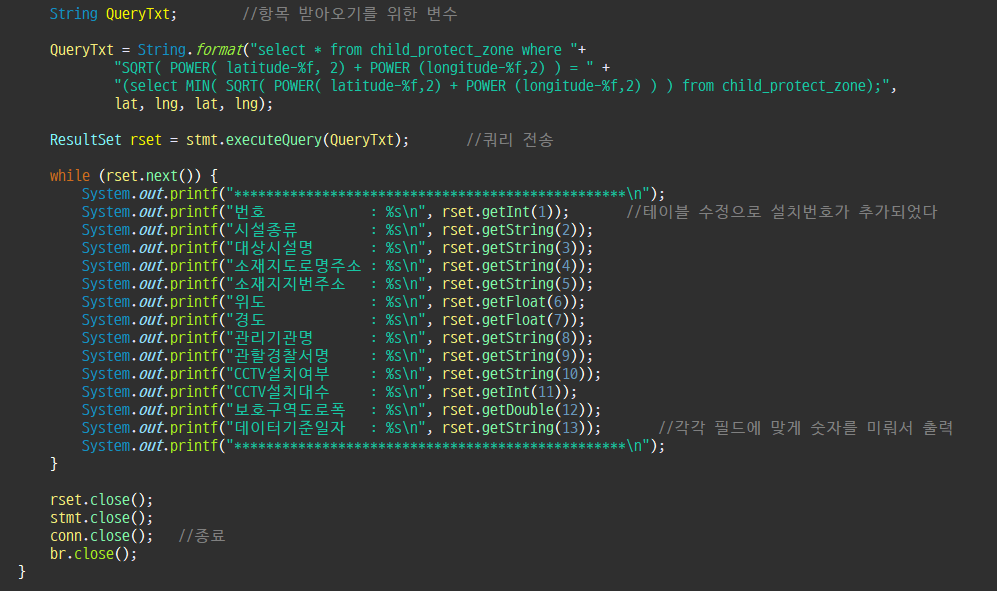 String QueryTxt;        //항목 받아오기를 위한 변수
QueryTxt = String.format("select * from child_protect_zone where "+
"SQRT( POWER( latitude-%f, 2) + POWER (longitude-%f,2) ) = " +
"(select MIN( SQRT( POWER( latitude-%f,2) + POWER (longitude-%f,2) ) ) from child_protect_zone);",
lat, lng, lat, lng);
ResultSet rset = stmt.executeQuery(QueryTxt);       //쿼리 전송
while (rset.next()) {
System.out.printf("*************************************************\n");
System.out.printf("번호             : %s\n", rset.getInt(1));       //테이블 수정으로 설치번호가 추가되었다
System.out.printf("시설종류         : %s\n", rset.getString(2));
System.out.printf("대상시설명       : %s\n", rset.getString(3));
System.out.printf("소재지도로명주소 : %s\n", rset.getString(4));
System.out.printf("소재지지번주소   : %s\n", rset.getString(5));
System.out.printf("위도             : %s\n", rset.getFloat(6));
System.out.printf("경도             : %s\n", rset.getFloat(7));
System.out.printf("관리기관명       : %s\n", rset.getString(8));
System.out.printf("관할경찰서명     : %s\n", rset.getString(9));
System.out.printf("CCTV설치여부     : %s\n", rset.getString(10));
System.out.printf("CCTV설치대수     : %s\n", rset.getInt(11));
System.out.printf("보호구역도로폭   : %s\n", rset.getDouble(12));
System.out.printf("데이터기준일자   : %s\n", rset.getString(13));       //각각 필드에 맞게 숫자를 미뤄서 출력
System.out.printf("*************************************************\n");
}
rset.close();
stmt.close();
conn.close();   //종료
br.close();
}